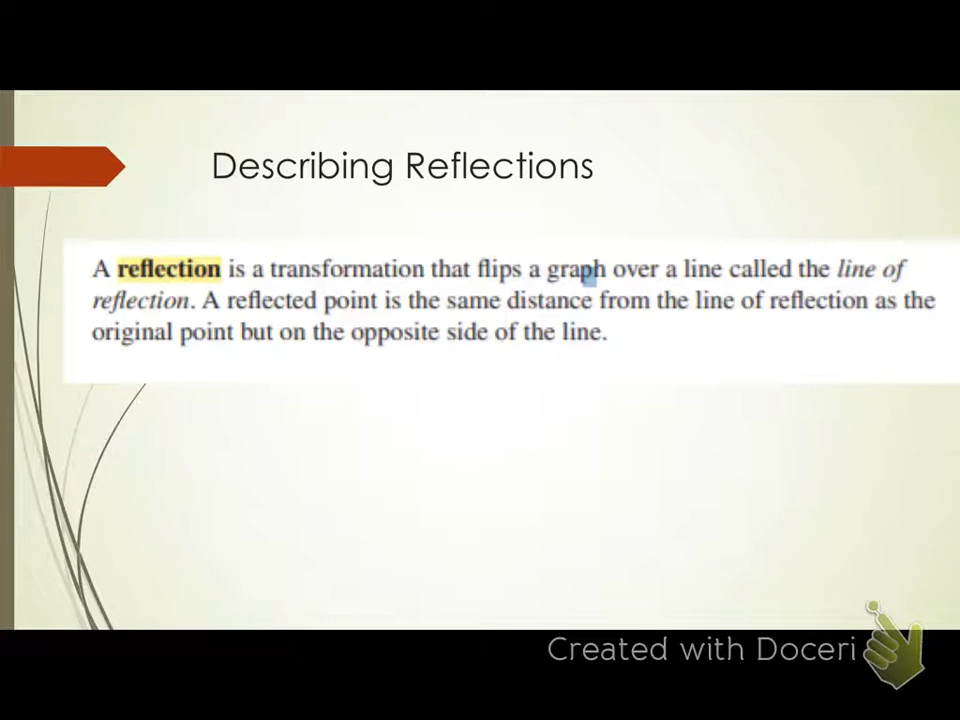 Describing Reflections
A reflection is a transformation that flips a graph over a line called the line of
reflection. A reflected point is the same distance from the line of reflection as the
original point but on the opposite side of the line.
Created with Doceri